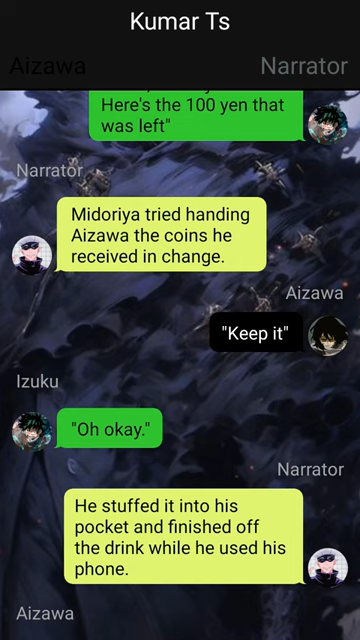 Kumar Ts
Aizawa
Narrator
Here's the 100 yen that
was left"
Narrator
Midoriya tried handing
Aizawa the coins he
received in change.
Aizawa
"Keep it"
Izuku
"Oh okay."
Narrator
He stuffed it into his
pocket and finished off
the drink while he used his
phone.
Aizawa